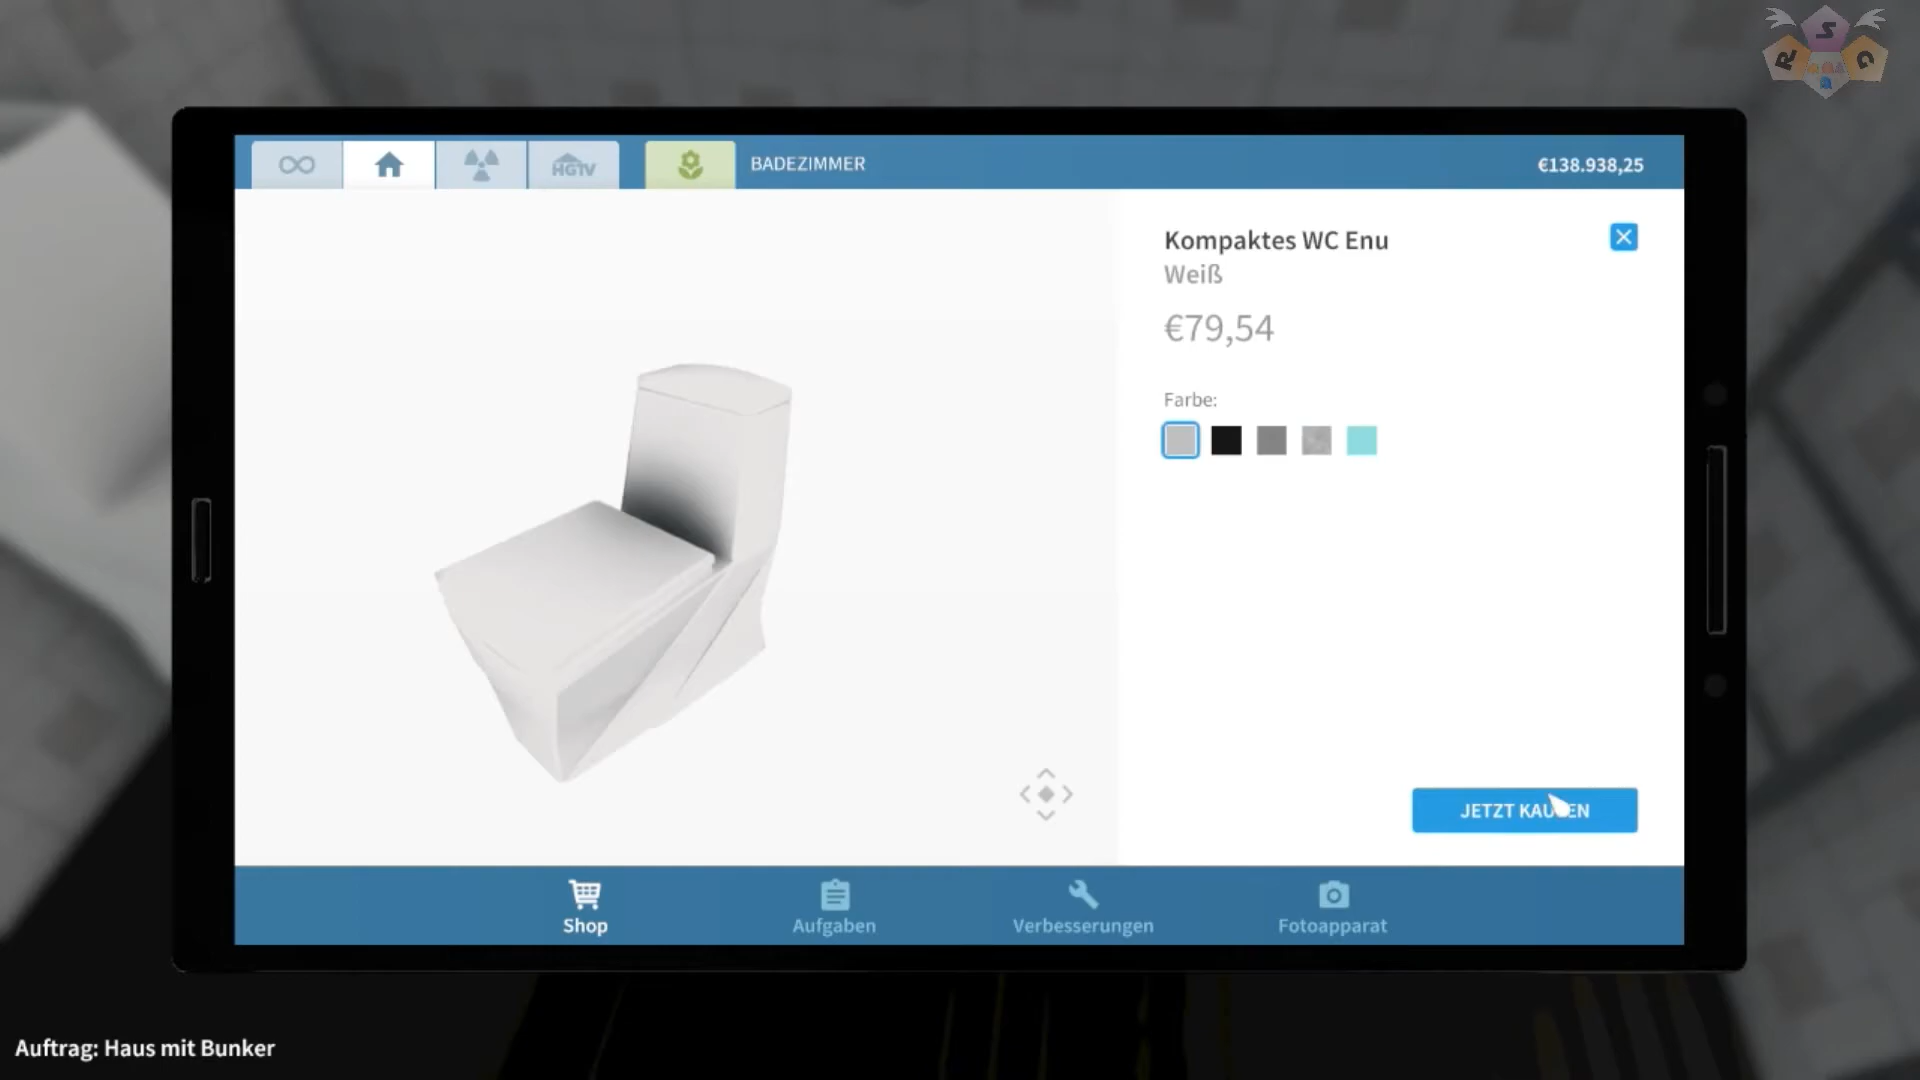 HGTV
BADEZIMMER
€138.938,25
Kompaktes WC Enu
Weiß
€79,54
Farbe:
JETZT KAUFEN
Shop
Aufgaben
Verbesserungen
Fotoapparat
Auftrag: Haus mit Bunker